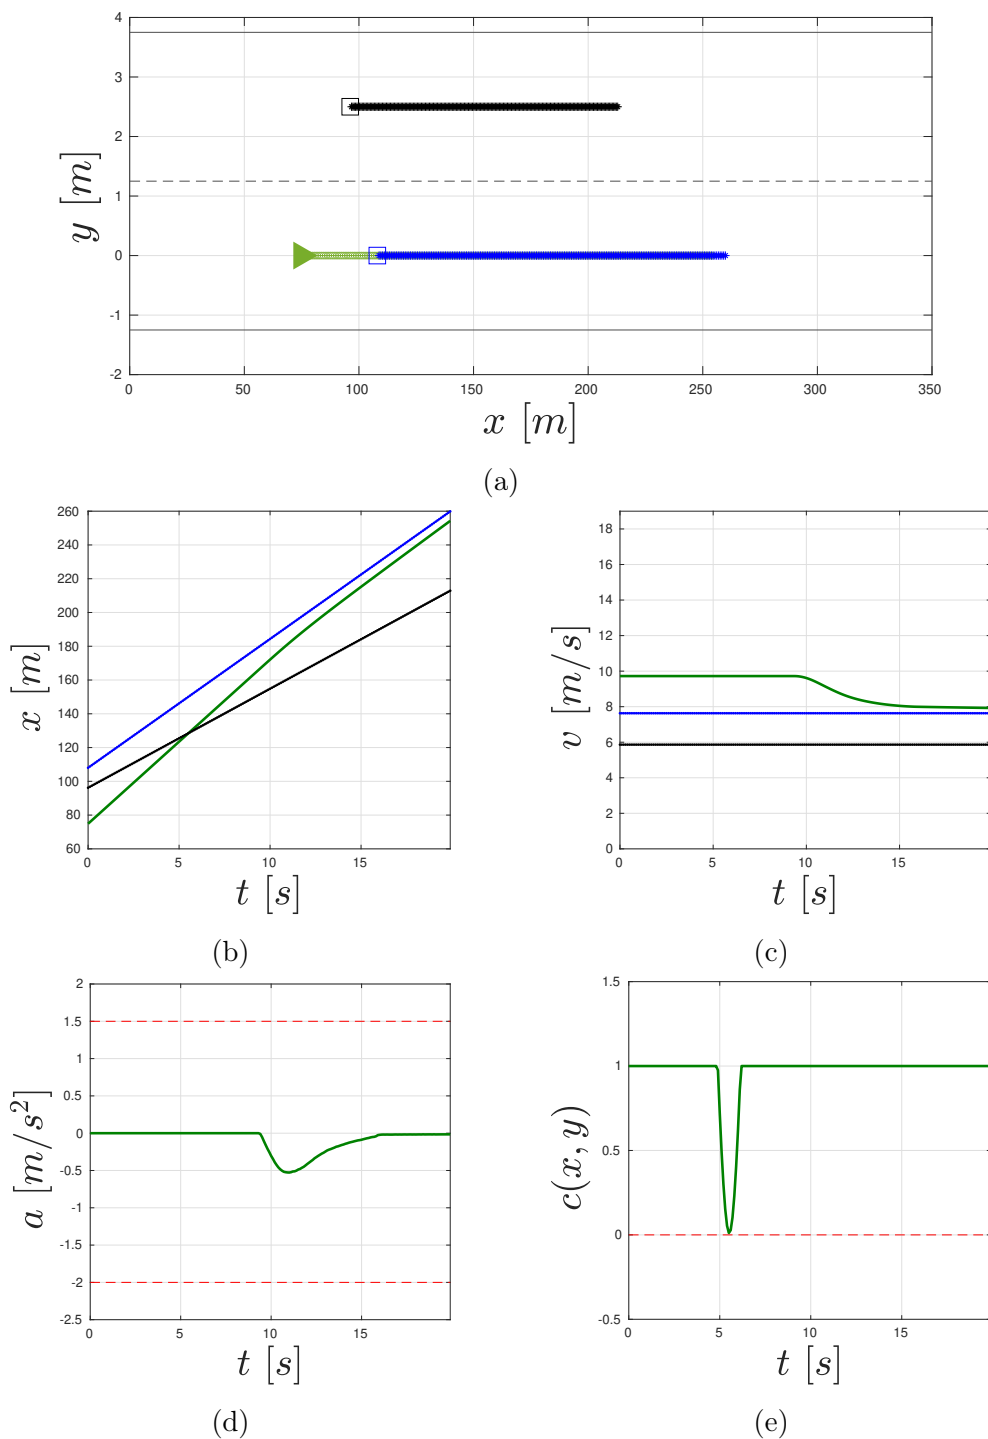 4
3
2
1
0
-1
-2
y [m]
0 50 100 150 200 250 300 350
x [m]
(a)
260
240
220
200
180
160
140
120
100
80
60
x [m]
0 5 10 15
t [s]
(b)
18
16
14
12
10
8
6
4
2
0
v [m/s]
0 5 10 15
t [s]
(c)
2
1.5
1
0.5
0
-0.5
-1
-1.5
-2
-2.5
a [m/s²]
0 5 10 15
t [s]
(d)
1.5
1
0.5
0
-0.5
c(x, y)
0 5 10 15
t [s]
(e)